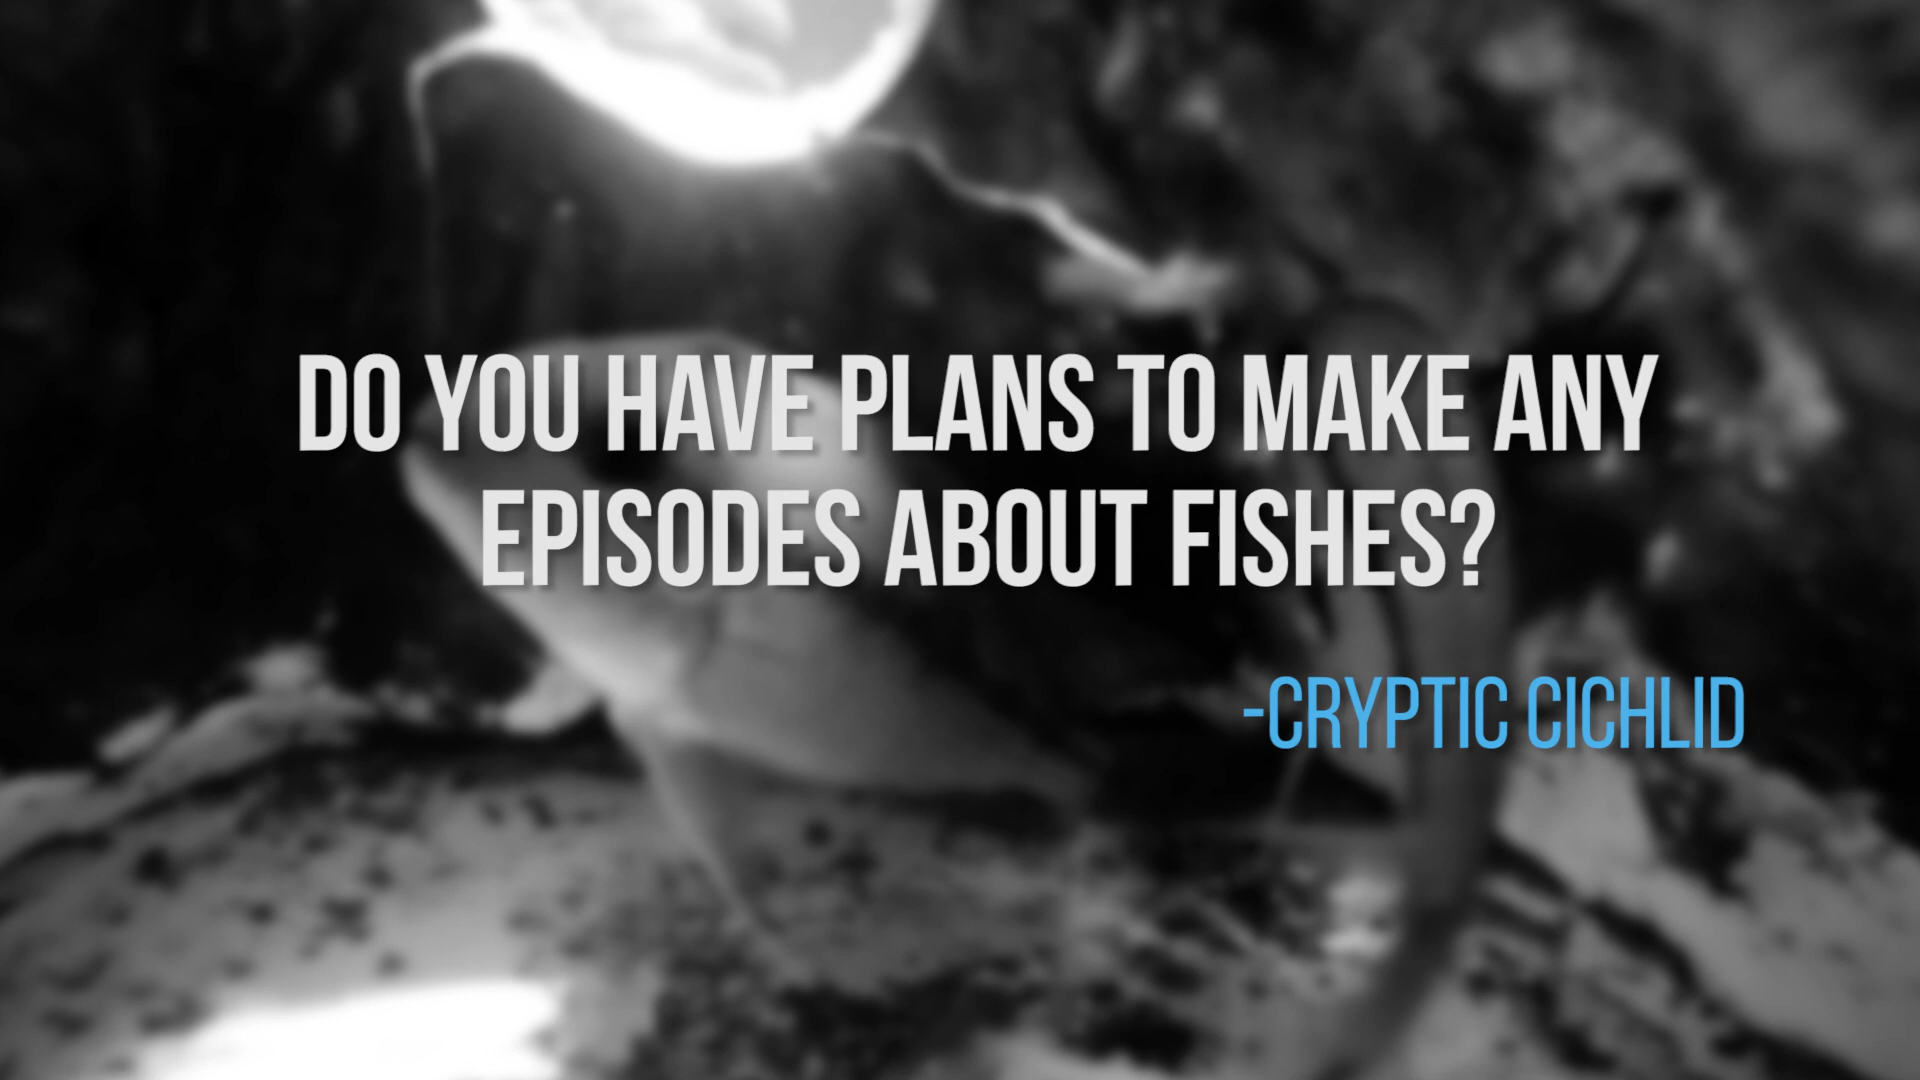 DO YOU HAVE PLANS TO MAKE ANY
EPISODES ABOUT FISHES?
-CRYPTIC CICHLID